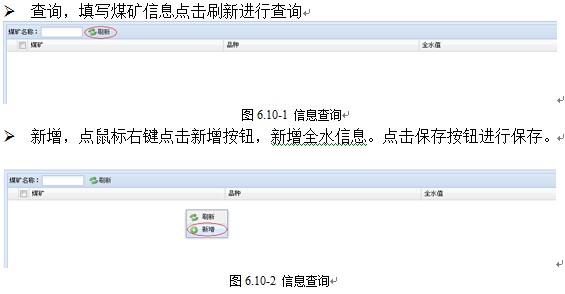 ➢ 查询，填写煤矿信息点击刷新进行查询
煤矿名称： 刷新
煤矿 品种 全水值
图 6.10-1 信息查询
➢ 新增，点鼠标右键点击新增按钮，新增全水信息。点击保存按钮进行保存。
煤矿名称： 刷新
煤矿 品种 全水值
刷新
新增
图 6.10-2 信息查询